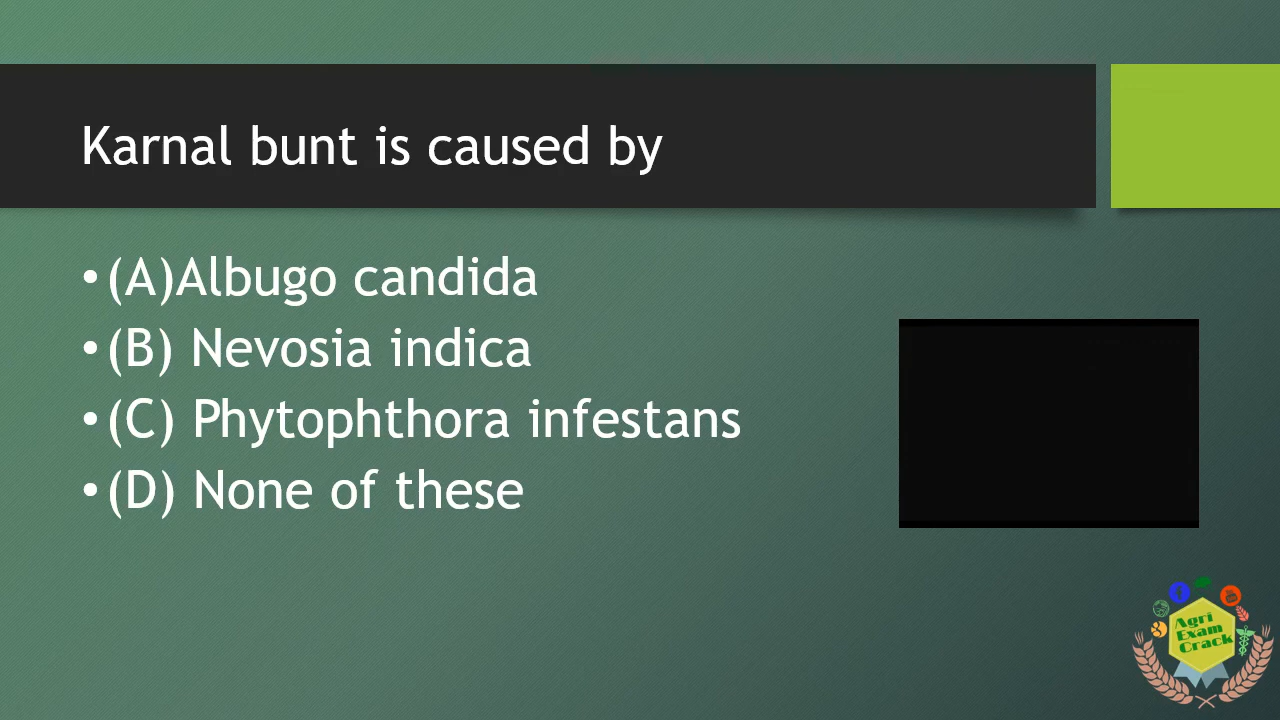 Karnal bunt is caused by
•(A)Albugo candida
•(B) Nevosia indica
•(C) Phytophthora infestans
•(D) None of these
Agri
Exam
Crack